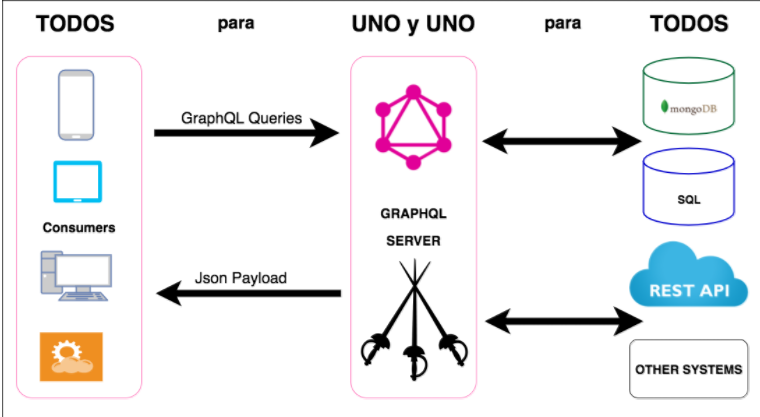 TODOS para UNO y UNO para TODOS
GraphQL Queries
mongoDB
SQL
Consumers
GRAPHQL
SERVER
Json Payload
REST API
OTHER SYSTEMS